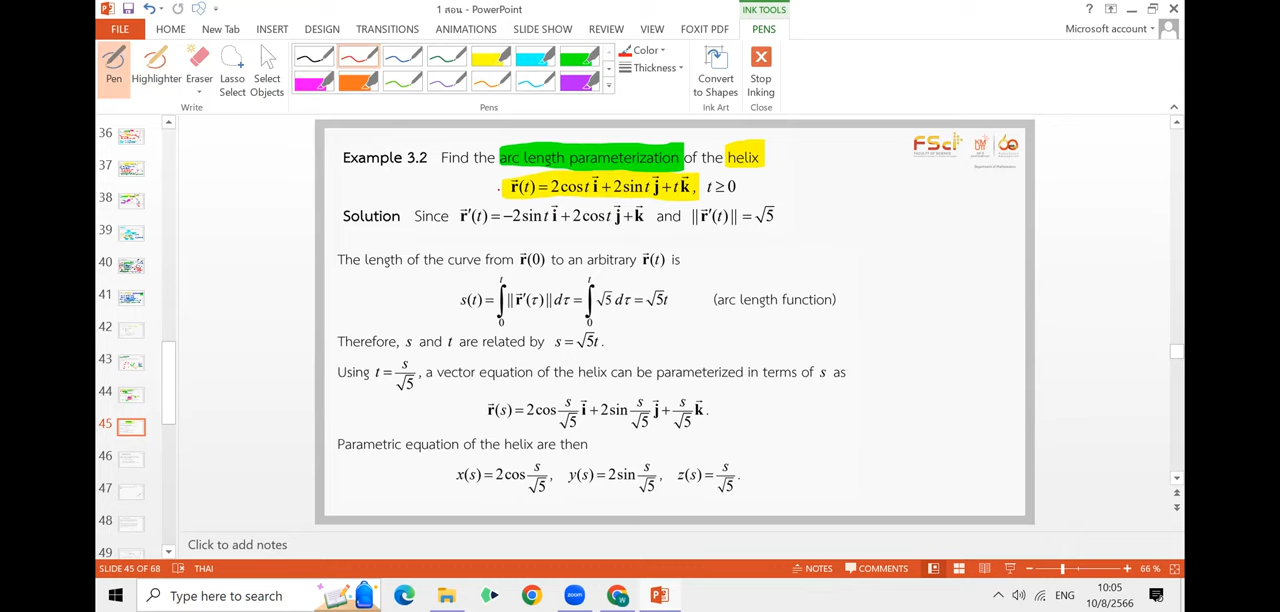 1 สอน - PowerPoint
INK TOOLS
FILE HOME New Tab INSERT DESIGN TRANSITIONS ANIMATIONS SLIDE SHOW REVIEW VIEW FOXIT PDF PENS
Microsoft account
Pen Highlighter Eraser Lasso Select Select Objects
Color
Thickness
Convert to Shapes
Stop Inking
Write Pens Ink Art Close
36
37
38
39
40
41
42
43
44
45
46
47
48
49
FSci
Example 3.2 Find the arc length parameterization of the helix
r⃗(t) = 2cost i⃗ + 2sint j⃗ + t k⃗, t ≥ 0
Solution Since r⃗′(t) = −2sint i⃗ + 2cost j⃗ + k⃗ and ||r⃗′(t)|| = √5
The length of the curve from r⃗(0) to an arbitrary r⃗(t) is
s(t) = ∫₀ᵗ ||r⃗′(τ)|| dτ = ∫₀ᵗ √5 dτ = √5t (arc length function)
Therefore, s and t are related by s = √5t.
Using t = s/√5, a vector equation of the helix can be parameterized in terms of s as
r⃗(s) = 2cos s/√5 i⃗ + 2sin s/√5 j⃗ + s/√5 k⃗.
Parametric equation of the helix are then
x(s) = 2cos s/√5, y(s) = 2sin s/√5, z(s) = s/√5.
Click to add notes
SLIDE 45 OF 68 THAI NOTES COMMENTS 66 %
Type here to search
zoom
ENG
10:05
10/8/2566